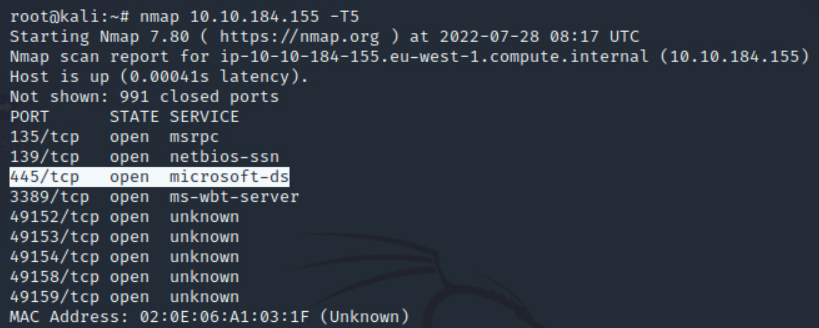 root@kali:~# nmap 10.10.184.155 -T5
Starting Nmap 7.80 ( https://nmap.org ) at 2022-07-28 08:17 UTC
Nmap scan report for ip-10-10-184-155.eu-west-1.compute.internal (10.10.184.155)
Host is up (0.00041s latency).
Not shown: 991 closed ports
PORT      STATE SERVICE
135/tcp   open  msrpc
139/tcp   open  netbios-ssn
445/tcp   open  microsoft-ds
3389/tcp  open  ms-wbt-server
49152/tcp open  unknown
49153/tcp open  unknown
49154/tcp open  unknown
49158/tcp open  unknown
49159/tcp open  unknown
MAC Address: 02:0E:06:A1:03:1F (Unknown)